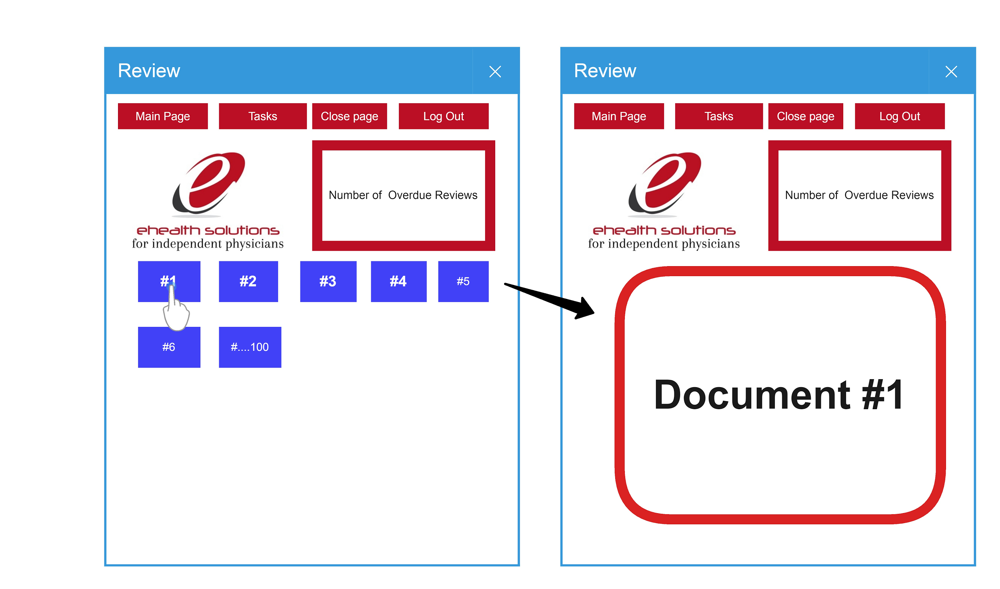 Review
Main Page Tasks Close page Log Out
Number of Overdue Reviews
ehealth solutions
for independent physicians
#1 #2 #3 #4 #5
#6 #....100
Review
Main Page Tasks Close page Log Out
Number of Overdue Reviews
ehealth solutions
for independent physicians
Document #1